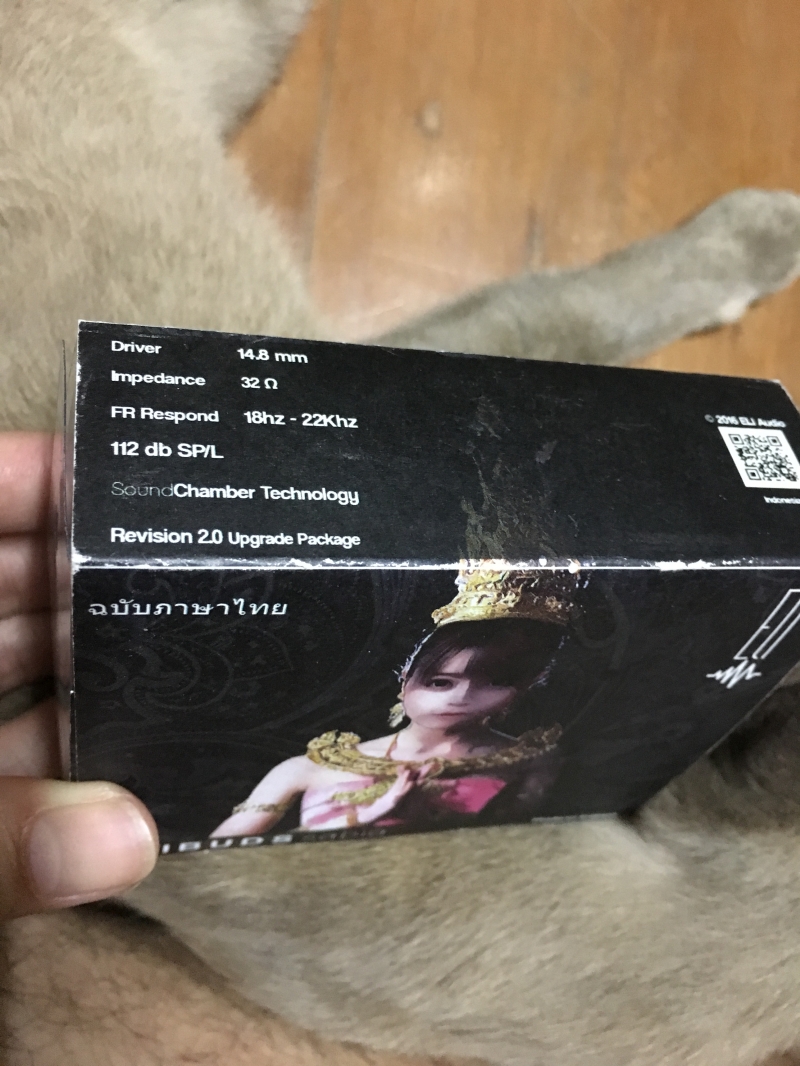 Driver 14.8 mm
Impedance 32 Ω
FR Respond 18hz - 22Khz
112 db SP/L
SoundChamber Technology
Revision 2.0 Upgrade Package
© 2016 ELI Audio
ฉบับภาษาไทย